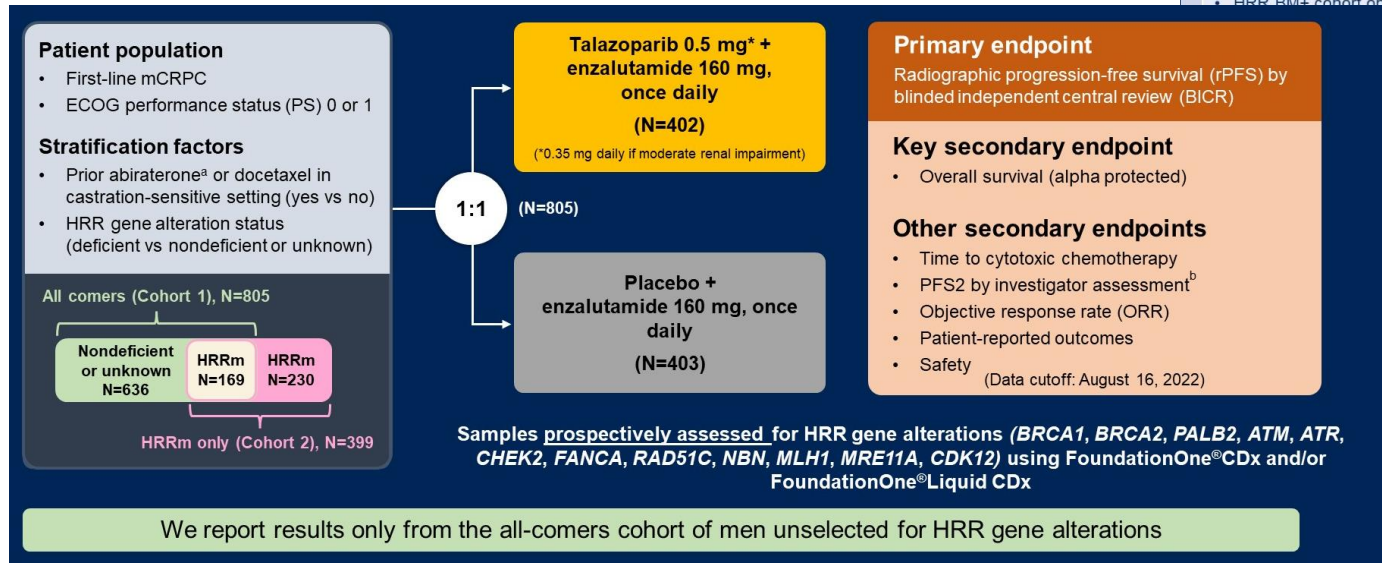 • HRR BM+ cohort on
Patient population
• First-line mCRPC
• ECOG performance status (PS) 0 or 1
Stratification factors
• Prior abirateroneᵃ or docetaxel in
castration-sensitive setting (yes vs no)
• HRR gene alteration status
(deficient vs nondeficient or unknown)
All comers (Cohort 1), N=805
Nondeficient
or unknown
N=636
HRRm
N=169
HRRm
N=230
HRRm only (Cohort 2), N=399
1:1
(N=805)
Talazoparib 0.5 mg* +
enzalutamide 160 mg,
once daily
(N=402)
(*0.35 mg daily if moderate renal impairment)
Placebo +
enzalutamide 160 mg, once
daily
(N=403)
Primary endpoint
Radiographic progression-free survival (rPFS) by
blinded independent central review (BICR)
Key secondary endpoint
• Overall survival (alpha protected)
Other secondary endpoints
• Time to cytotoxic chemotherapy
• PFS2 by investigator assessmentᵇ
• Objective response rate (ORR)
• Patient-reported outcomes
• Safety
(Data cutoff: August 16, 2022)
Samples prospectively assessed for HRR gene alterations (BRCA1, BRCA2, PALB2, ATM, ATR,
CHEK2, FANCA, RAD51C, NBN, MLH1, MRE11A, CDK12) using FoundationOne®CDx and/or
FoundationOne®Liquid CDx
We report results only from the all-comers cohort of men unselected for HRR gene alterations